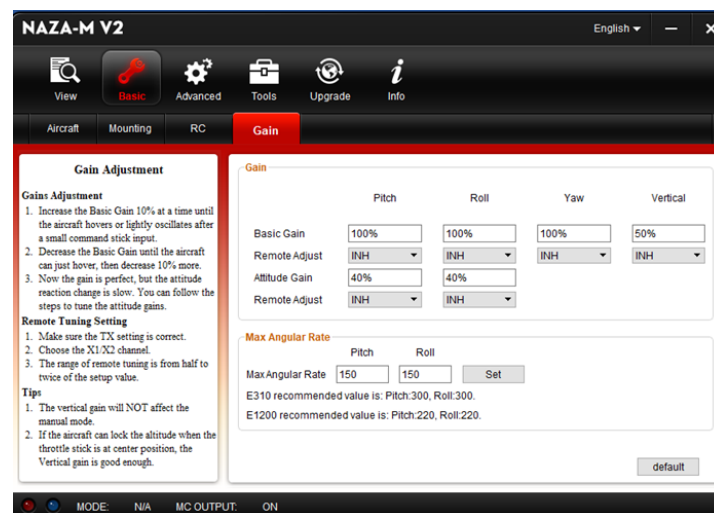 NAZA-M V2
English
View
Basic
Advanced
Tools
Upgrade
Info
Aircraft
Mounting
RC
Gain
Gain Adjustment
Gains Adjustment
1. Increase the Basic Gain 10% at a time until
the aircraft hovers or lightly oscillates after
a small command stick input.
2. Decrease the Basic Gain until the aircraft
can just hover, then decrease 10% more.
3. Now the gain is perfect, but the attitude
reaction change is slow. You can follow the
steps to tune the attitude gains.
Remote Tuning Setting
1. Make sure the TX setting is correct.
2. Choose the X1/X2 channel.
3. The range of remote tuning is from half to
twice of the setup value.
Tips
1. The vertical gain will NOT affect the
manual mode.
2. If the aircraft can lock the altitude when the
throttle stick is at center position, the
Vertical gain is good enough.
Gain
Pitch Roll Yaw Vertical
Basic Gain 100% 100% 100% 50%
Remote Adjust INH INH INH INH
Attitude Gain 40% 40%
Remote Adjust INH INH
Max Angular Rate
Pitch Roll
Max Angular Rate 150 150 Set
E310 recommended value is: Pitch:300, Roll:300.
E1200 recommended value is: Pitch:220, Roll:220.
default
MODE: N/A MC OUTPUT: ON